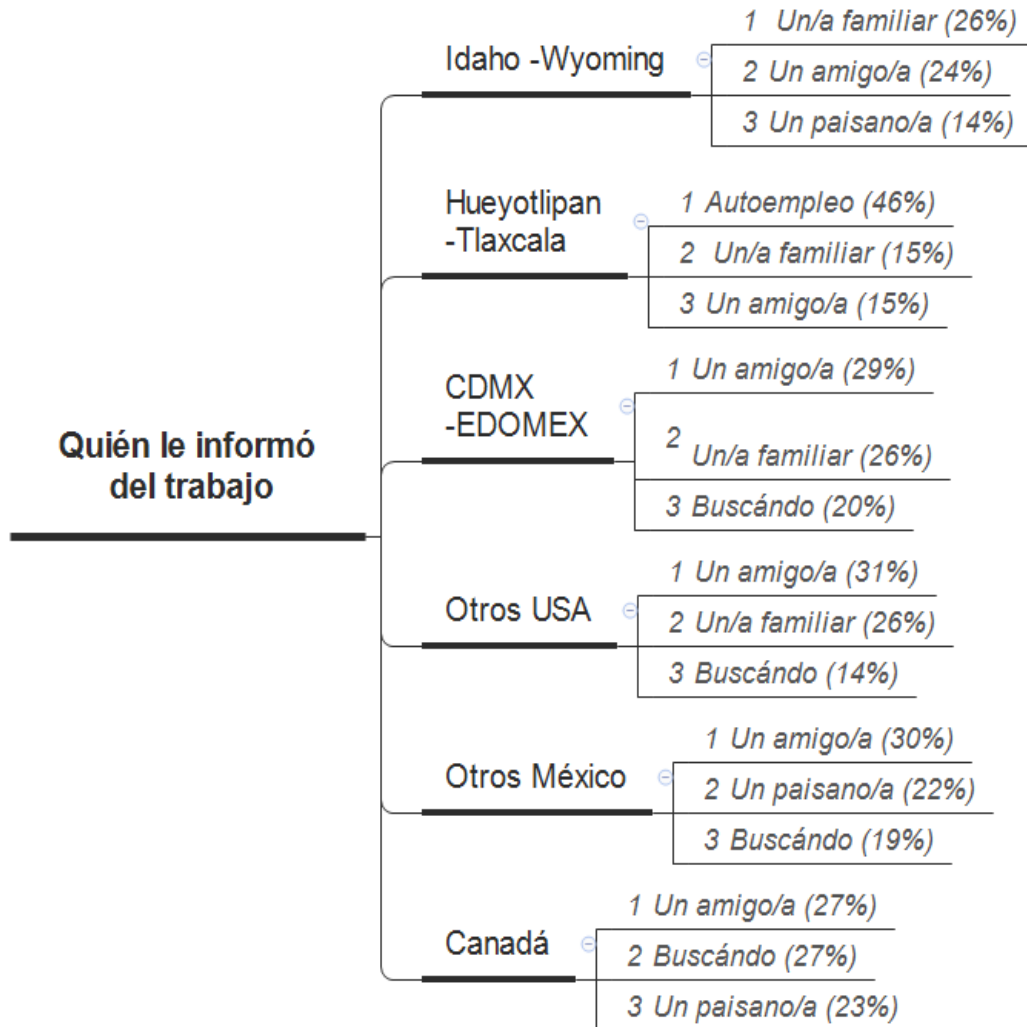 Quién le informó
del trabajo
Idaho -Wyoming
1 Un/a familiar (26%)
2 Un amigo/a (24%)
3 Un paisano/a (14%)
Hueyotlipan
-Tlaxcala
1 Autoempleo (46%)
2 Un/a familiar (15%)
3 Un amigo/a (15%)
CDMX
-EDOMEX
1 Un amigo/a (29%)
2 Un/a familiar (26%)
3 Buscándo (20%)
Otros USA
1 Un amigo/a (31%)
2 Un/a familiar (26%)
3 Buscándo (14%)
Otros México
1 Un amigo/a (30%)
2 Un paisano/a (22%)
3 Buscándo (19%)
Canadá
1 Un amigo/a (27%)
2 Buscándo (27%)
3 Un paisano/a (23%)